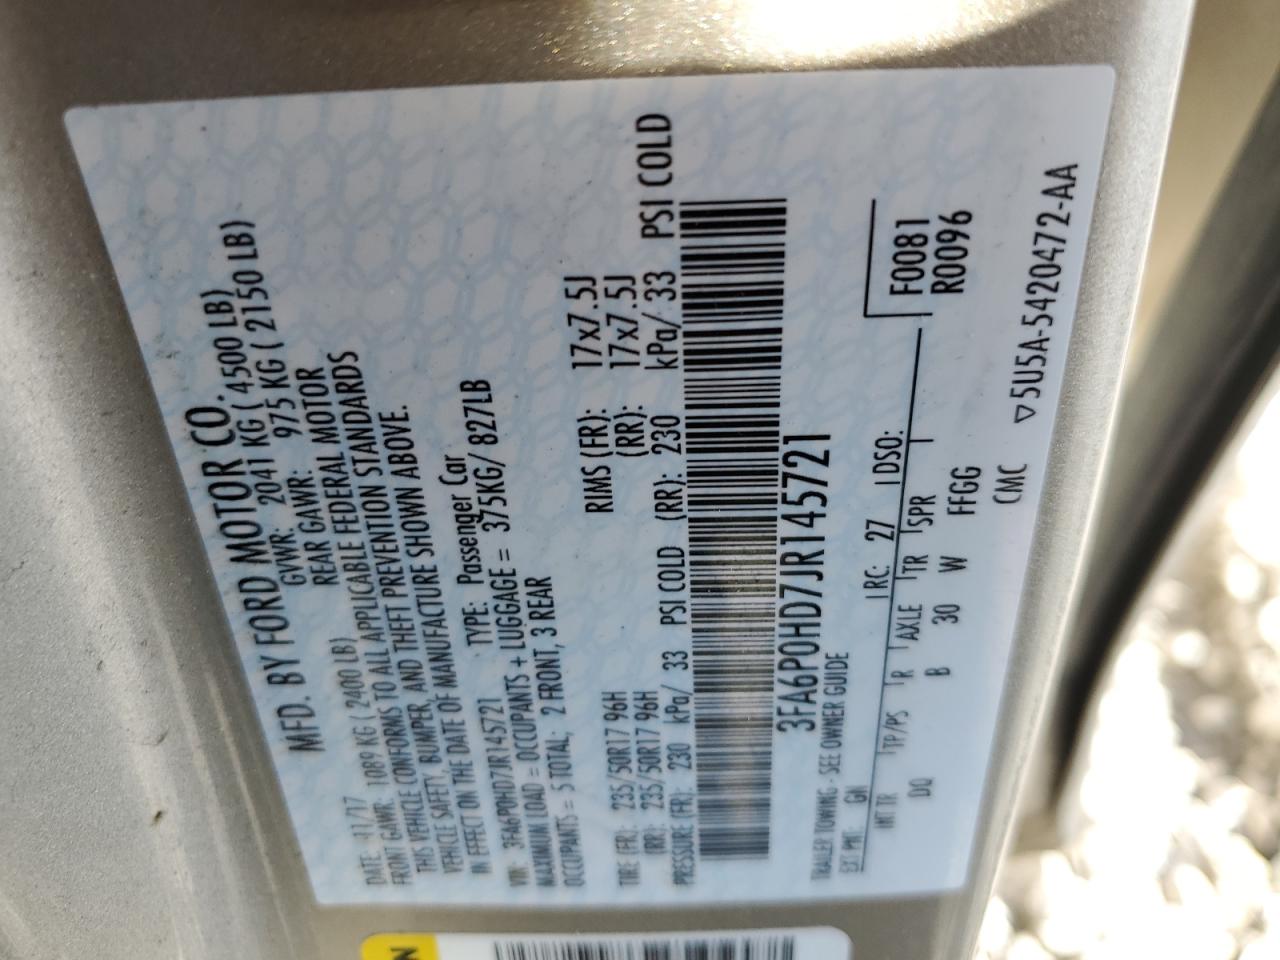 MFD. BY FORD MOTOR CO.
DATE: 11/17 GVWR: 2041 KG ( 4500 LB)
FRONT GAWR: 1089 KG ( 2400 LB) REAR GAWR: 975 KG ( 2150 LB)
THIS VEHICLE CONFORMS TO ALL APPLICABLE FEDERAL MOTOR
VEHICLE SAFETY, BUMPER, AND THEFT PREVENTION STANDARDS
IN EFFECT ON THE DATE OF MANUFACTURE SHOWN ABOVE.
VIN: 3FA6P0HD7JR145721 TYPE: Passenger Car
MAXIMUM LOAD = OCCUPANTS + LUGGAGE = 375KG/ 827LB
OCCUPANTS = 5 TOTAL; 2 FRONT, 3 REAR
TIRE (FR): 235/50R17 96H RIMS (FR): 17x7.5J
(RR): 235/50R17 96H (RR): 17x7.5J
PRESSURE (FR): 230 kPa/ 33 PSI COLD (RR): 230 kPa/ 33 PSI COLD
3FA6P0HD7JR145721
TRAILER TOWING - SEE OWNER GUIDE
EXT PNT: GN RC: 27 DSO:
INT TR TP/PS R AXLE TR SPR
DQ B 30 W FFGG
F0081
R0096
CMC
▽5U5A-5420472-AA